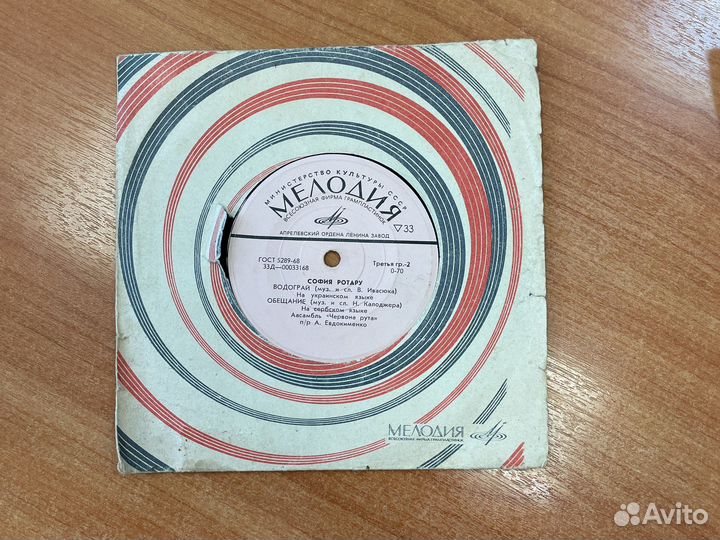 МИНИСТЕРСТВО КУЛЬТУРЫ СССР
МЕЛОДИЯ
ВСЕСОЮЗНАЯ ФИРМА ГРАМПЛАСТИНОК
▽33
АПРЕЛЕВСКИЙ ОРДЕНА ЛЕНИНА ЗАВОД
ГОСТ 5289-68
33Д—00033168
Третья гр.-2
0-70
СОФИЯ РОТАРУ
ВОДОГРАЙ (муз. и сл. В. Ивасюка)
На украинском языке
ОБЕЩАНИЕ (муз. и сл. Н. Калоджера)
На сербском языке
Аасамбль «Червона рута»
п/р А. Евдокименко
МЕЛОДИЯ
ВСЕСОЮЗНАЯ ФИРМА ГРАМПЛАСТИНОК
Avito